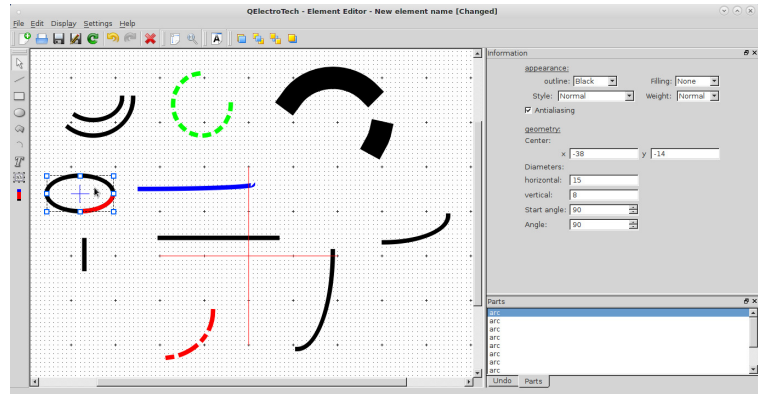 QElectroTech - Element Editor - New element name [Changed]
File Edit Display Settings Help
Information
appearance:
outline: Black Filling: None
Style: Normal Weight: Normal
Antialiasing
geometry:
Center:
x -38 y -14
Diameters:
horizontal: 15
vertical: 8
Start angle: 90
Angle: 90
Parts
arc
arc
arc
arc
arc
arc
arc
Undo Parts